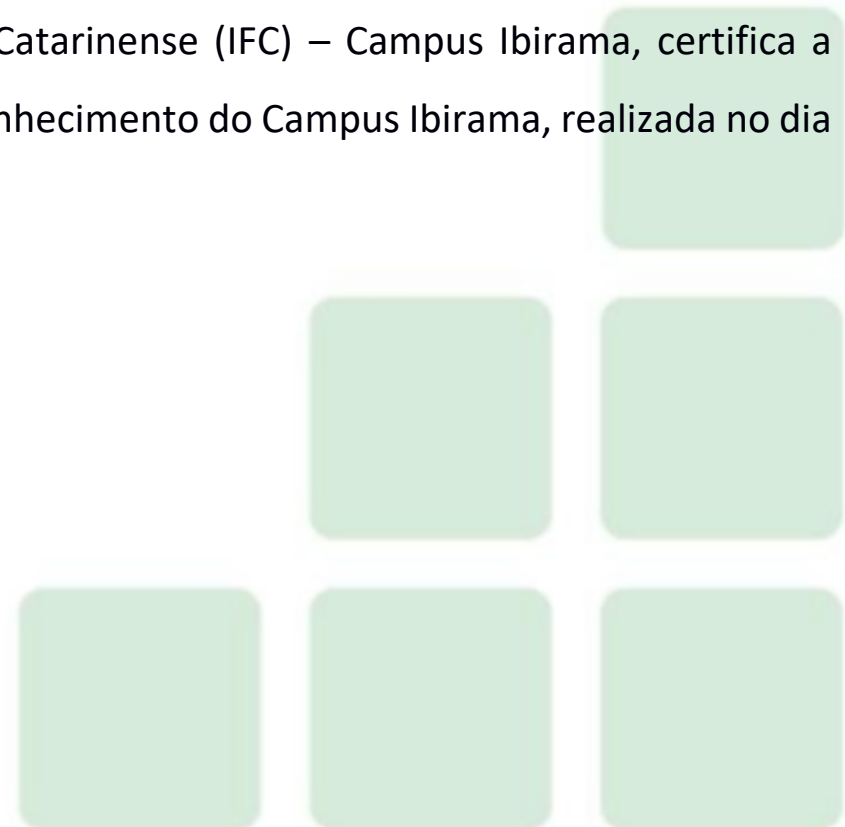 Catarinense (IFC) – Campus Ibirama, certifica a
nhecimento do Campus Ibirama, realizada no dia